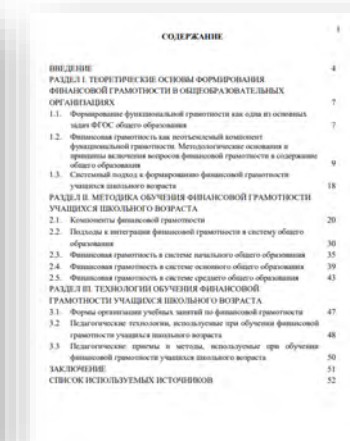 3
СОДЕРЖАНИЕ
ВВЕДЕНИЕ 4
РАЗДЕЛ I. ТЕОРЕТИЧЕСКИЕ ОСНОВЫ ФОРМИРОВАНИЯ
ФИНАНСОВОЙ ГРАМОТНОСТИ В ОБЩЕОБРАЗОВАТЕЛЬНЫХ
ОРГАНИЗАЦИЯХ 7
1.1. Формирование функциональной грамотности как одна из основных
задач ФГОС общего образования 7
1.2. Финансовая грамотность как неотъемлемый компонент
функциональной грамотности. Методологические основания и
принципы включения вопросов финансовой грамотности в содержание
общего образования 9
1.3. Системный подход к формированию финансовой грамотности
учащихся школьного возраста 18
РАЗДЕЛ II. МЕТОДИКА ОБУЧЕНИЯ ФИНАНСОВОЙ ГРАМОТНОСТИ
УЧАЩИХСЯ ШКОЛЬНОГО ВОЗРАСТА
2.1. Компоненты финансовой грамотности 20
2.2. Подходы к интеграции финансовой грамотности в систему общего
образования 30
2.3. Финансовая грамотность в системе начального общего образования 35
2.4. Финансовая грамотность в системе основного общего образования 39
2.5. Финансовая грамотность в системе среднего общего образования 43
РАЗДЕЛ III. ТЕХНОЛОГИИ ОБУЧЕНИЯ ФИНАНСОВОЙ
ГРАМОТНОСТИ УЧАЩИХСЯ ШКОЛЬНОГО ВОЗРАСТА
3.1. Формы организации учебных занятий по финансовой грамотности 47
3.2 Педагогические технологии, используемые при обучении финансовой
грамотности учащихся школьного возраста 48
3.3 Педагогические приемы и методы, используемые при обучении
финансовой грамотности учащихся школьного возраста 50
ЗАКЛЮЧЕНИЕ 51
СПИСОК ИСПОЛЬЗУЕМЫХ ИСТОЧНИКОВ 52